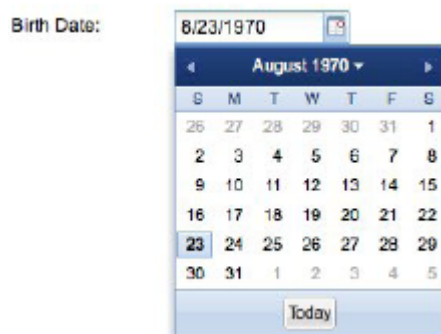 Birth Date: 8/23/1970
August 1970
S M T W T F S
26 27 28 29 30 31 1
2 3 4 5 6 7 8
9 10 11 12 13 14 15
16 17 18 19 20 21 22
23 24 25 26 27 28 29
30 31 1 2 3 4 5
Today